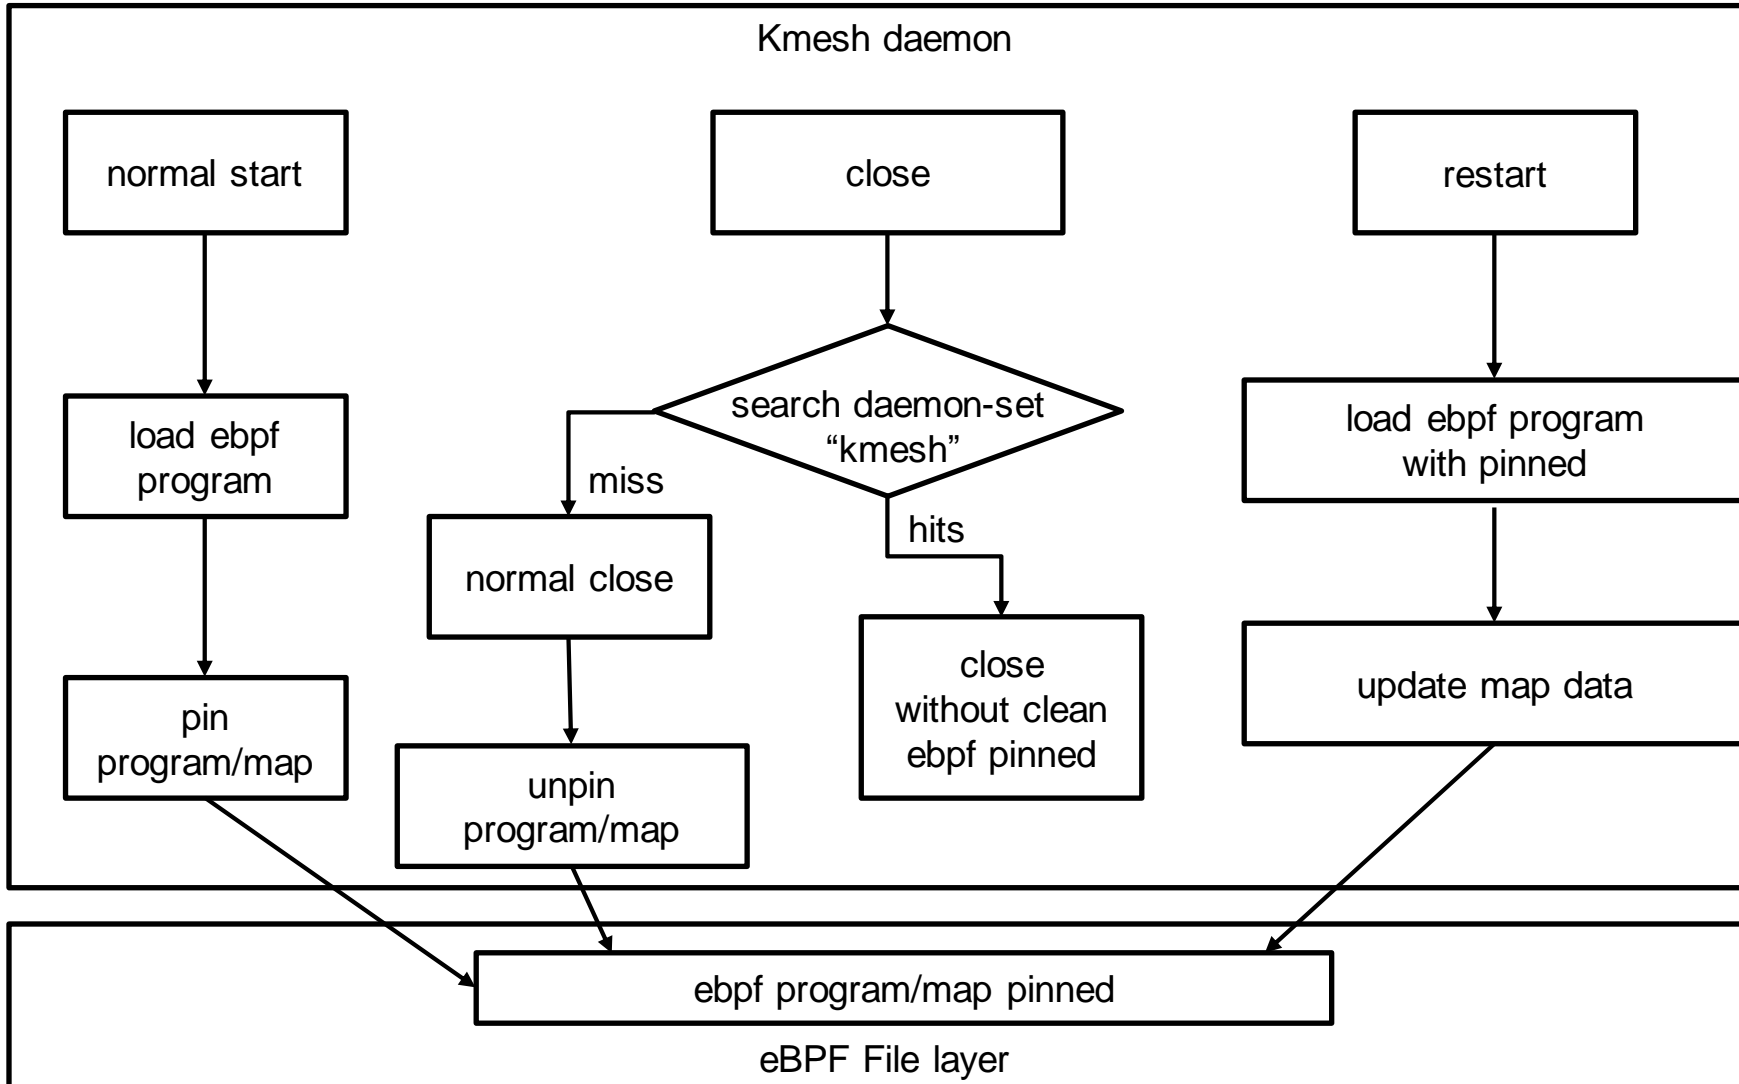 Kmesh daemon
normal start
close
restart
load ebpf
program
search daemon-set
“kmesh”
load ebpf program
with pinned
miss
hits
normal close
close
without clean
ebpf pinned
update map data
pin
program/map
unpin
program/map
ebpf program/map pinned
eBPF File layer